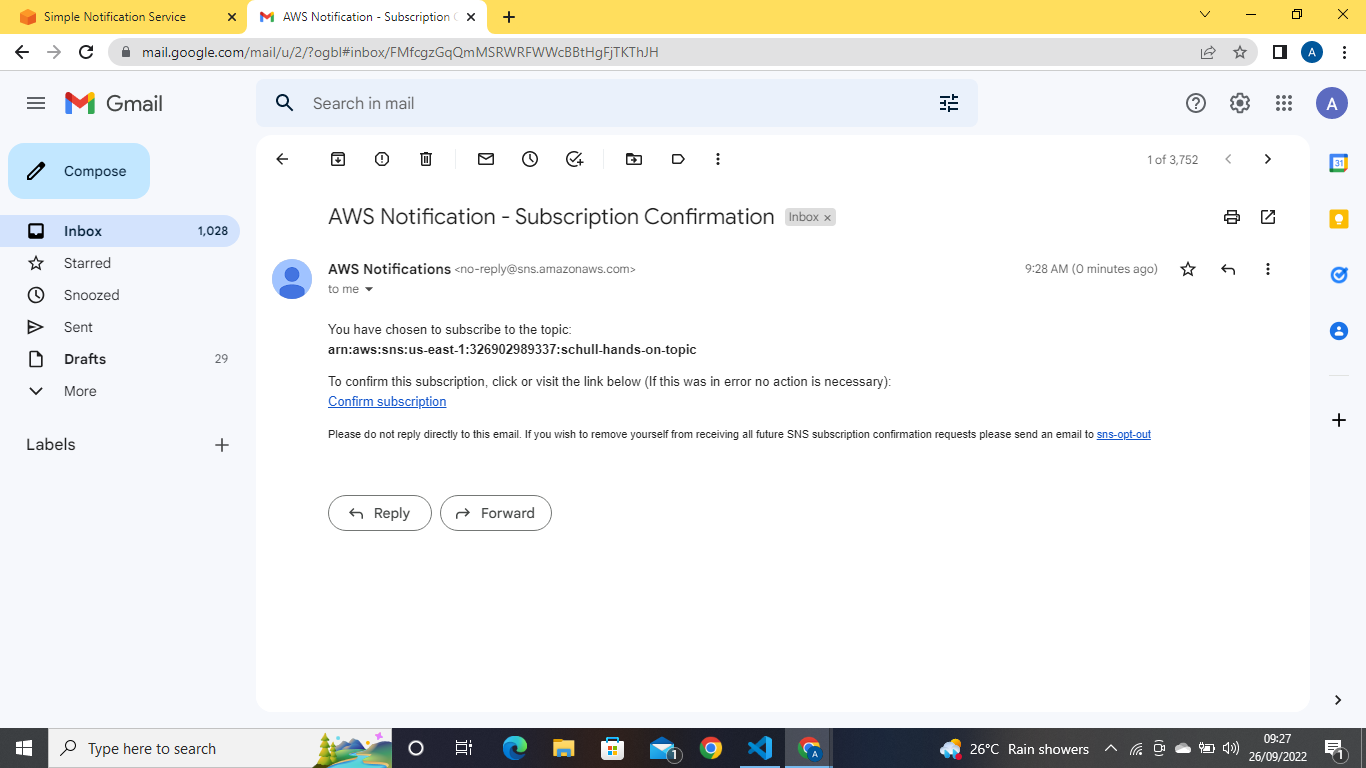 Simple Notification Service
AWS Notification - Subscription C
mail.google.com/mail/u/2/?ogbl#inbox/FMfcgzGqQmMSRWRFWWcBBtHgFjTKThJH
A
Gmail
Search in mail
A
Compose
1 of 3,752
31
AWS Notification - Subscription Confirmation
Inbox ×
Inbox 1,028
Starred
Snoozed
Sent
Drafts 29
More
Labels
AWS Notifications <no-reply@sns.amazonaws.com>
9:28 AM (0 minutes ago)
to me
You have chosen to subscribe to the topic:
arn:aws:sns:us-east-1:326902989337:schull-hands-on-topic
To confirm this subscription, click or visit the link below (If this was in error no action is necessary):
Confirm subscription
Please do not reply directly to this email. If you wish to remove yourself from receiving all future SNS subscription confirmation requests please send an email to sns-opt-out
Reply
Forward
Type here to search
1
A
26°C Rain showers
09:27
26/09/2022
1